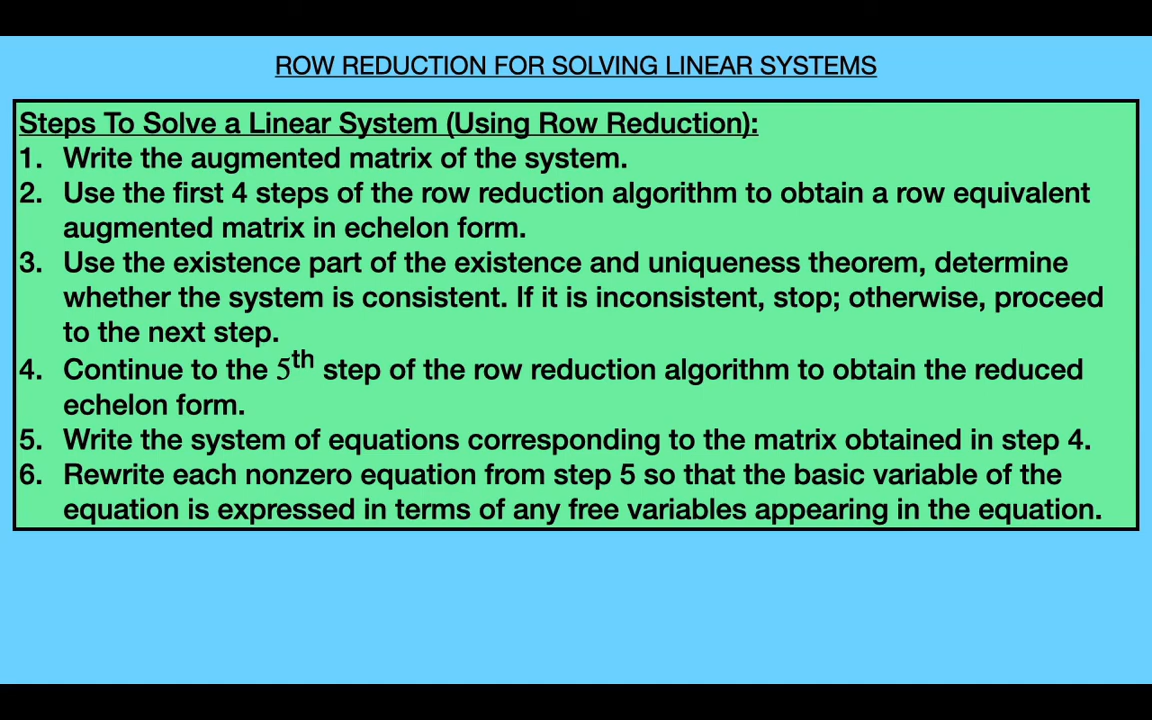 ROW REDUCTION FOR SOLVING LINEAR SYSTEMS
Steps To Solve a Linear System (Using Row Reduction):
1. Write the augmented matrix of the system.
2. Use the first 4 steps of the row reduction algorithm to obtain a row equivalent
augmented matrix in echelon form.
3. Use the existence part of the existence and uniqueness theorem, determine
whether the system is consistent. If it is inconsistent, stop; otherwise, proceed
to the next step.
4. Continue to the 5th step of the row reduction algorithm to obtain the reduced
echelon form.
5. Write the system of equations corresponding to the matrix obtained in step 4.
6. Rewrite each nonzero equation from step 5 so that the basic variable of the
equation is expressed in terms of any free variables appearing in the equation.